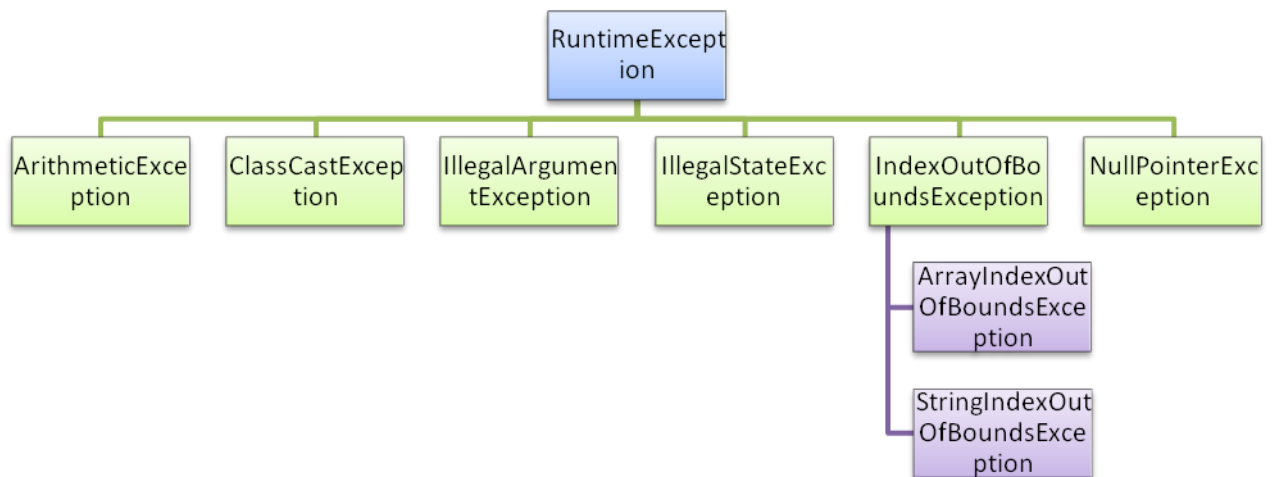 RuntimeExcept
ion
ArithmeticExce
ption
ClassCastExcep
tion
IllegalArgumen
tException
IllegalStateExc
eption
IndexOutOfBo
undsException
NullPointerExc
eption
ArrayIndexOut
OfBoundsExce
ption
StringIndexOut
OfBoundsExce
ption